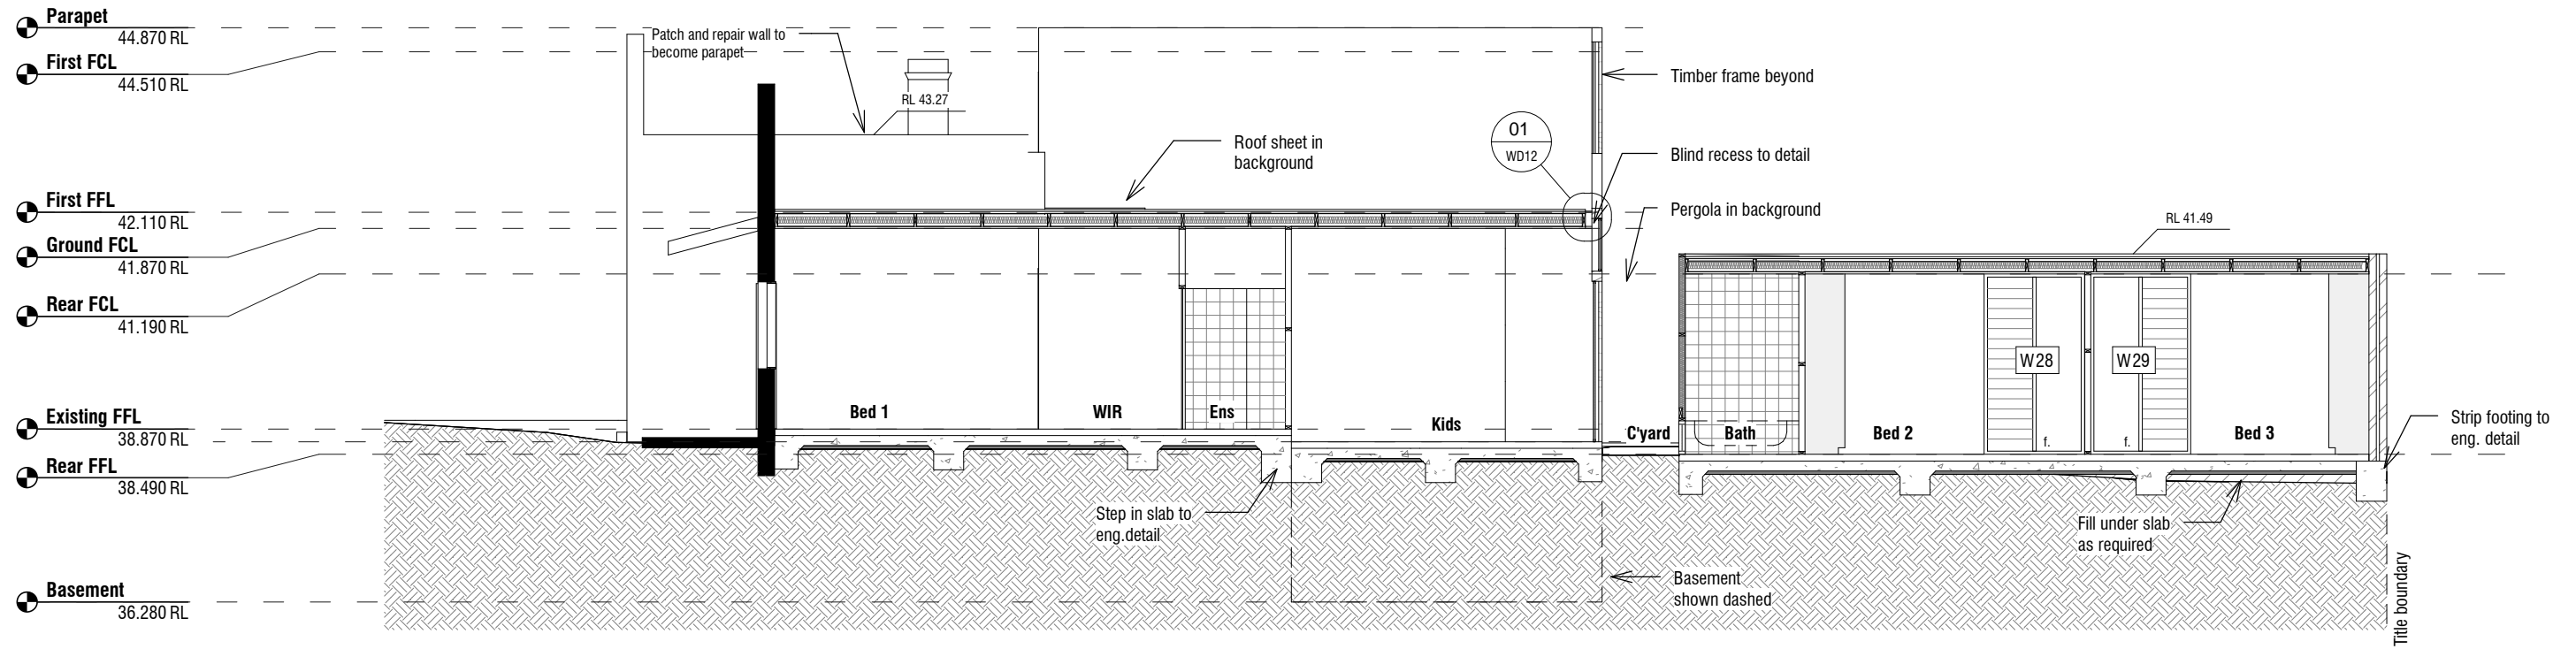 Parapet
44.870 RL
First FCL
44.510 RL
First FFL
42.110 RL
Ground FCL
41.870 RL
Rear FCL
41.190 RL
Existing FFL
38.870 RL
Rear FFL
38.490 RL
Basement
36.280 RL
Patch and repair wall to
become parapet
RL 43.27
Roof sheet in
background
01
WD12
Timber frame beyond
Blind recess to detail
Pergola in background
RL 41.49
Bed 1
WIR
Ens
Kids
C'yard
Bath
Bed 2
W28
f.
W29
f.
Bed 3
Strip footing to
eng. detail
Step in slab to
eng.detail
Fill under slab
as required
Basement
shown dashed
Title boundary